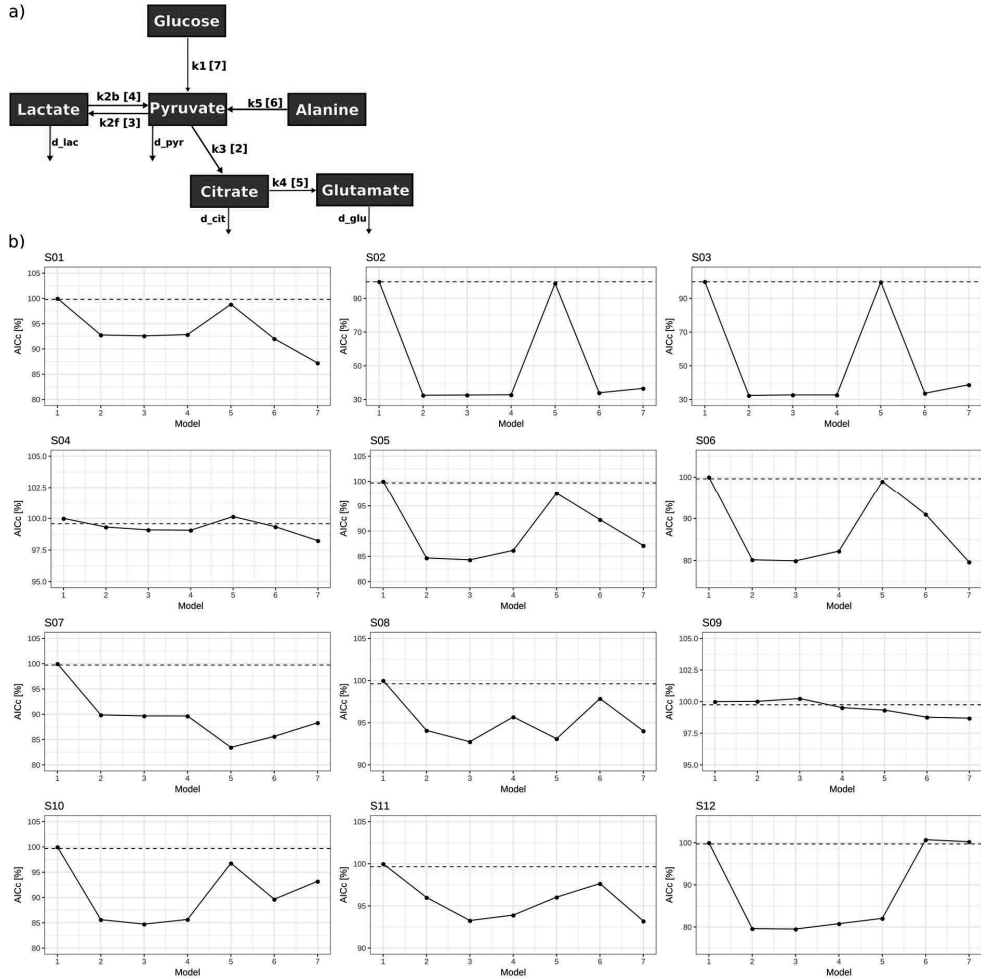 a)
Glucose
k1 [7]
k2b [4]
k5 [6]
Lactate
Pyruvate
Alanine
k2f [3]
d_lac
d_pyr
k3 [2]
k4 [5]
Citrate
Glutamate
d_cit
d_glu
b)
S01
S02
S03
105
100
95
90
85
80
AICc [%]
1 2 3 4 5 6 7
Model
90
70
50
30
AICc [%]
1 2 3 4 5 6 7
Model
90
70
50
30
AICc [%]
1 2 3 4 5 6 7
Model
S04
S05
S06
105.0
102.5
100.0
97.5
95.0
AICc [%]
1 2 3 4 5 6 7
Model
105
100
95
90
85
80
AICc [%]
1 2 3 4 5 6 7
Model
100
90
80
AICc [%]
1 2 3 4 5 6 7
Model
S07
S08
S09
105
100
95
90
85
80
AICc [%]
1 2 3 4 5 6 7
Model
105
100
95
90
AICc [%]
1 2 3 4 5 6 7
Model
105.0
102.5
100.0
97.5
95.0
AICc [%]
1 2 3 4 5 6 7
Model
S10
S11
S12
105
100
95
90
85
80
AICc [%]
1 2 3 4 5 6 7
Model
105
100
95
90
AICc [%]
1 2 3 4 5 6 7
Model
100
80
80
AICc [%]
1 2 3 4 5 6 7
Model